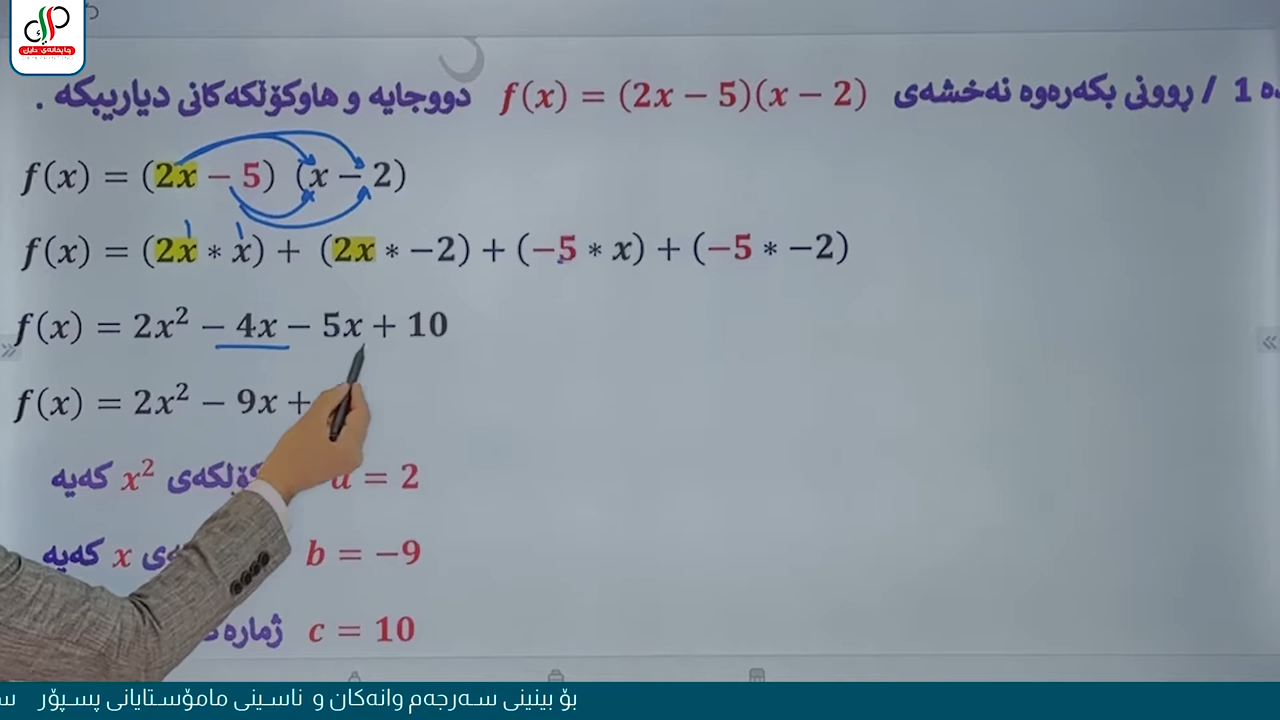 چاپخانەی دلێر
1 / ڕوونی بکەرەوە نەخشەی f(x) = (2x − 5)(x − 2) دووجایە و هاوکۆلکەکانی دیاریبکە .
f(x) = (2x − 5) (x − 2)
f(x) = (2x * x) + (2x * −2) + (−5 * x) + (−5 * −2)
f(x) = 2x² − 4x − 5x + 10
f(x) = 2x² − 9x +
x² کەیە = 2
x کەیە b = −9
c = 10
بۆ بینینی سەرجەم وانەکان و ناسینی مامۆستایانی پسپۆر